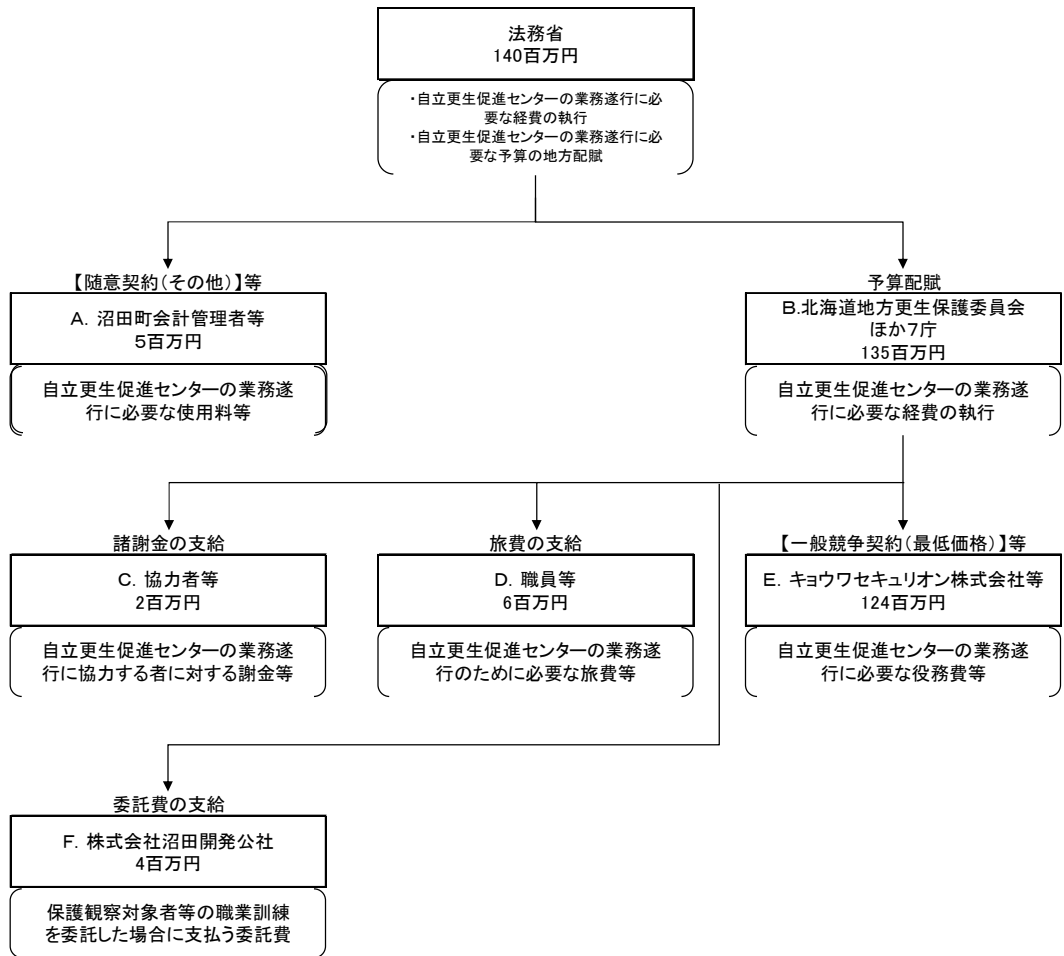 法務省
140百万円
・自立更生促進センターの業務遂行に必
要な経費の執行
・自立更生促進センターの業務遂行に必
要な予算の地方配賦
【随意契約(その他)】等
A. 沼田町会計管理者等
5百万円
自立更生促進センターの業務遂
行に必要な使用料等
予算配賦
B.北海道地方更生保護委員会
ほか7庁
135百万円
自立更生促進センターの業務遂
行に必要な経費の執行
諸謝金の支給
C. 協力者等
2百万円
自立更生促進センターの業務遂
行に協力する者に対する謝金等
旅費の支給
D. 職員等
6百万円
自立更生促進センターの業務遂
行のために必要な旅費等
【一般競争契約(最低価格)】等
E. キョウワセキュリオン株式会社等
124百万円
自立更生促進センターの業務遂
行に必要な役務費等
委託費の支給
F. 株式会社沼田開発公社
4百万円
保護観察対象者等の職業訓練
を委託した場合に支払う委託費